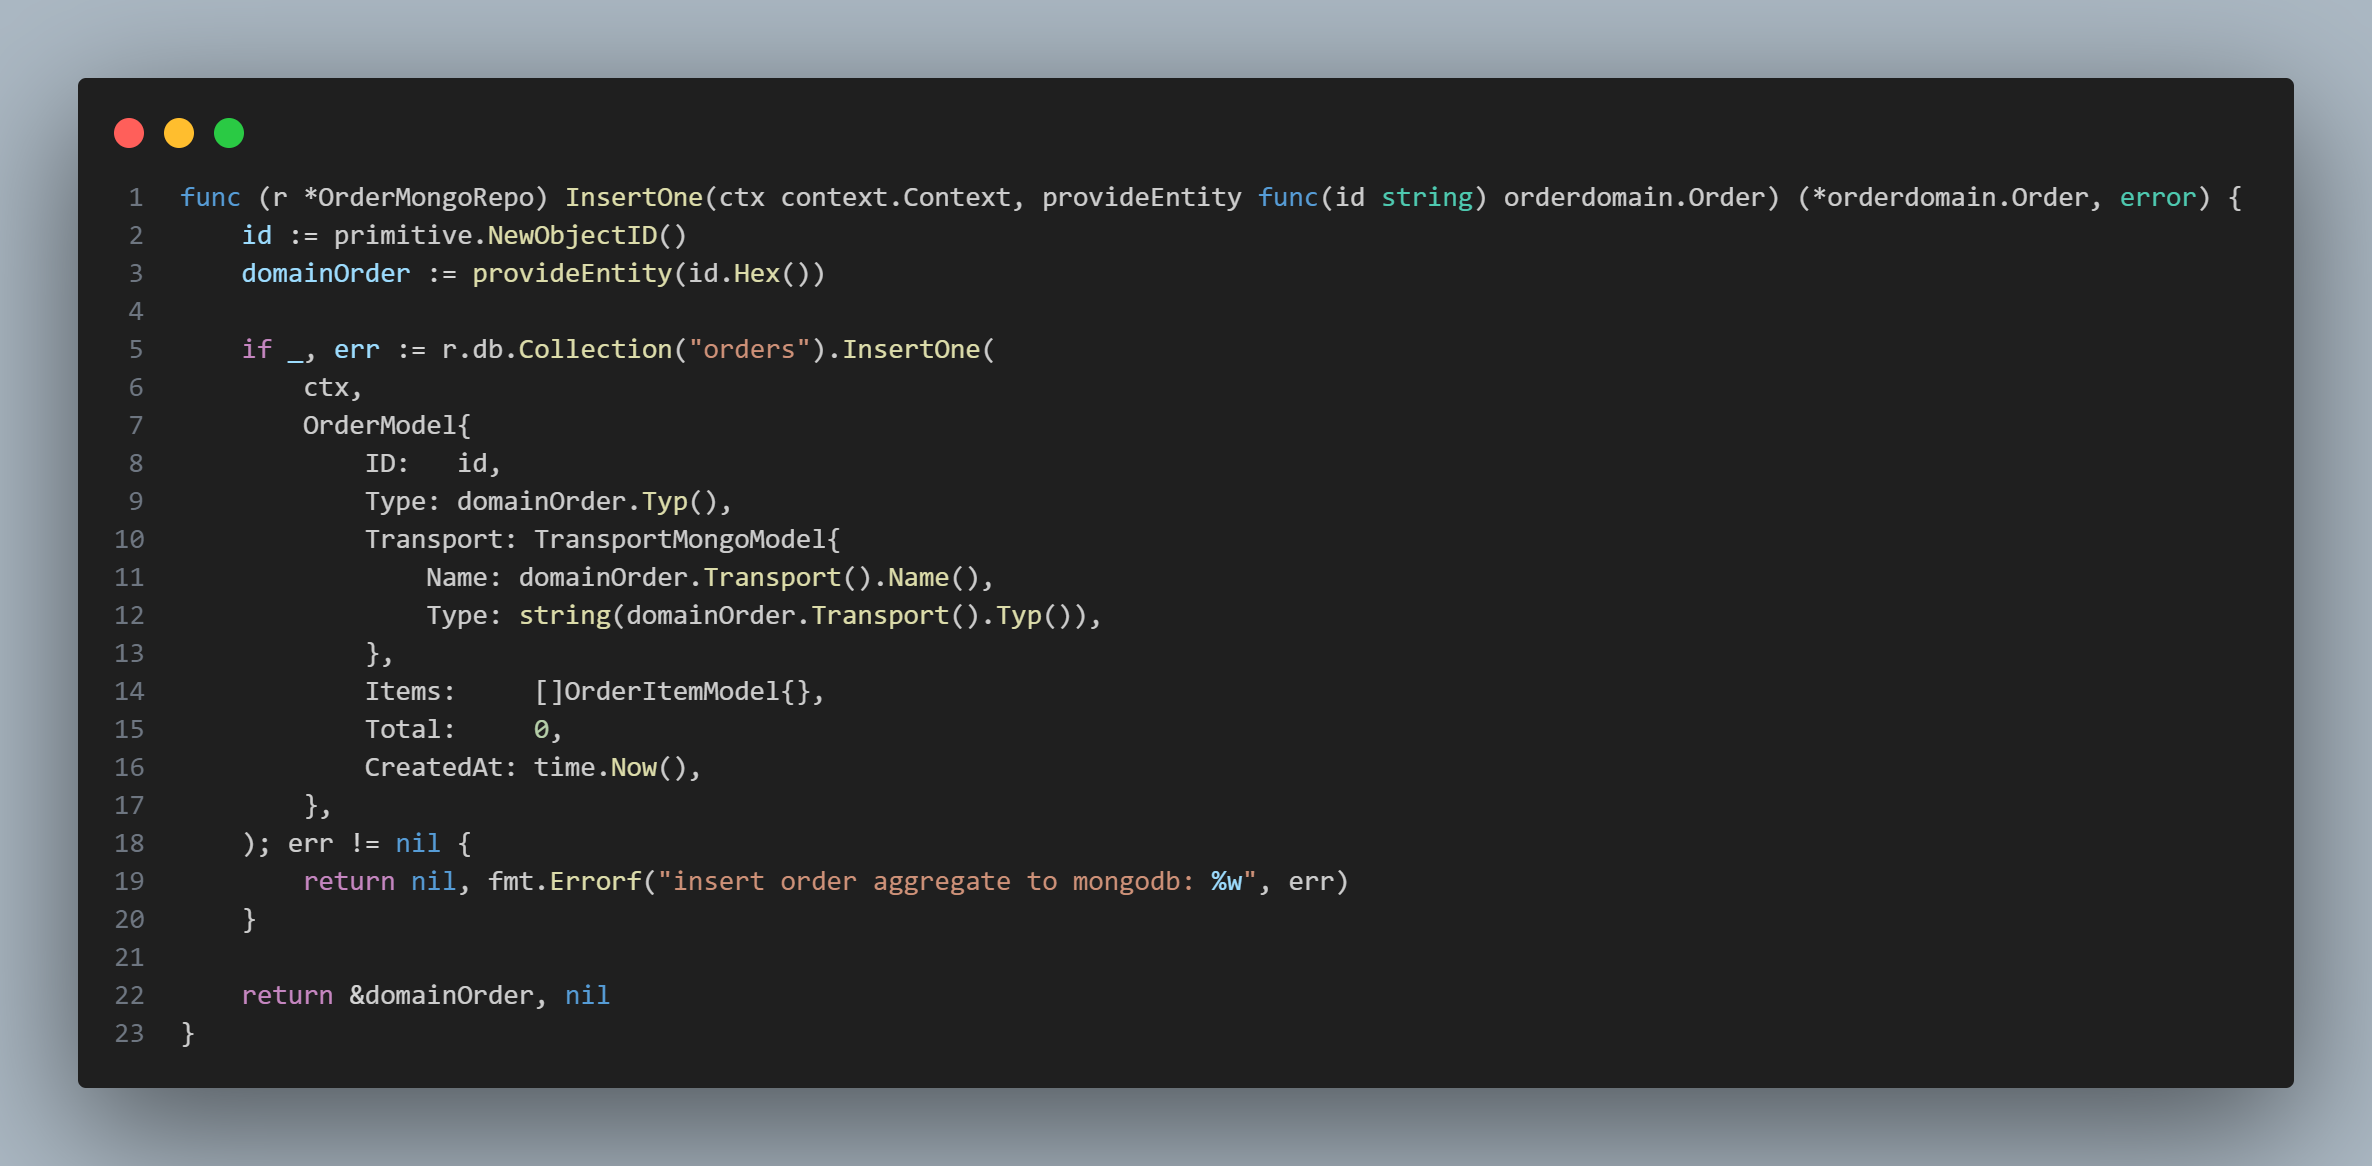 1 func (r *OrderMongoRepo) InsertOne(ctx context.Context, provideEntity func(id string) orderdomain.Order) (*orderdomain.Order, error) {
2     id := primitive.NewObjectID()
3     domainOrder := provideEntity(id.Hex())
4
5     if _, err := r.db.Collection("orders").InsertOne(
6         ctx,
7         OrderModel{
8             ID:   id,
9             Type: domainOrder.Typ(),
10             Transport: TransportMongoModel{
11                 Name: domainOrder.Transport().Name(),
12                 Type: string(domainOrder.Transport().Typ()),
13             },
14             Items:     []OrderItemModel{},
15             Total:     0,
16             CreatedAt: time.Now(),
17         },
18     ); err != nil {
19         return nil, fmt.Errorf("insert order aggregate to mongodb: %w", err)
20     }
21
22     return &domainOrder, nil
23 }